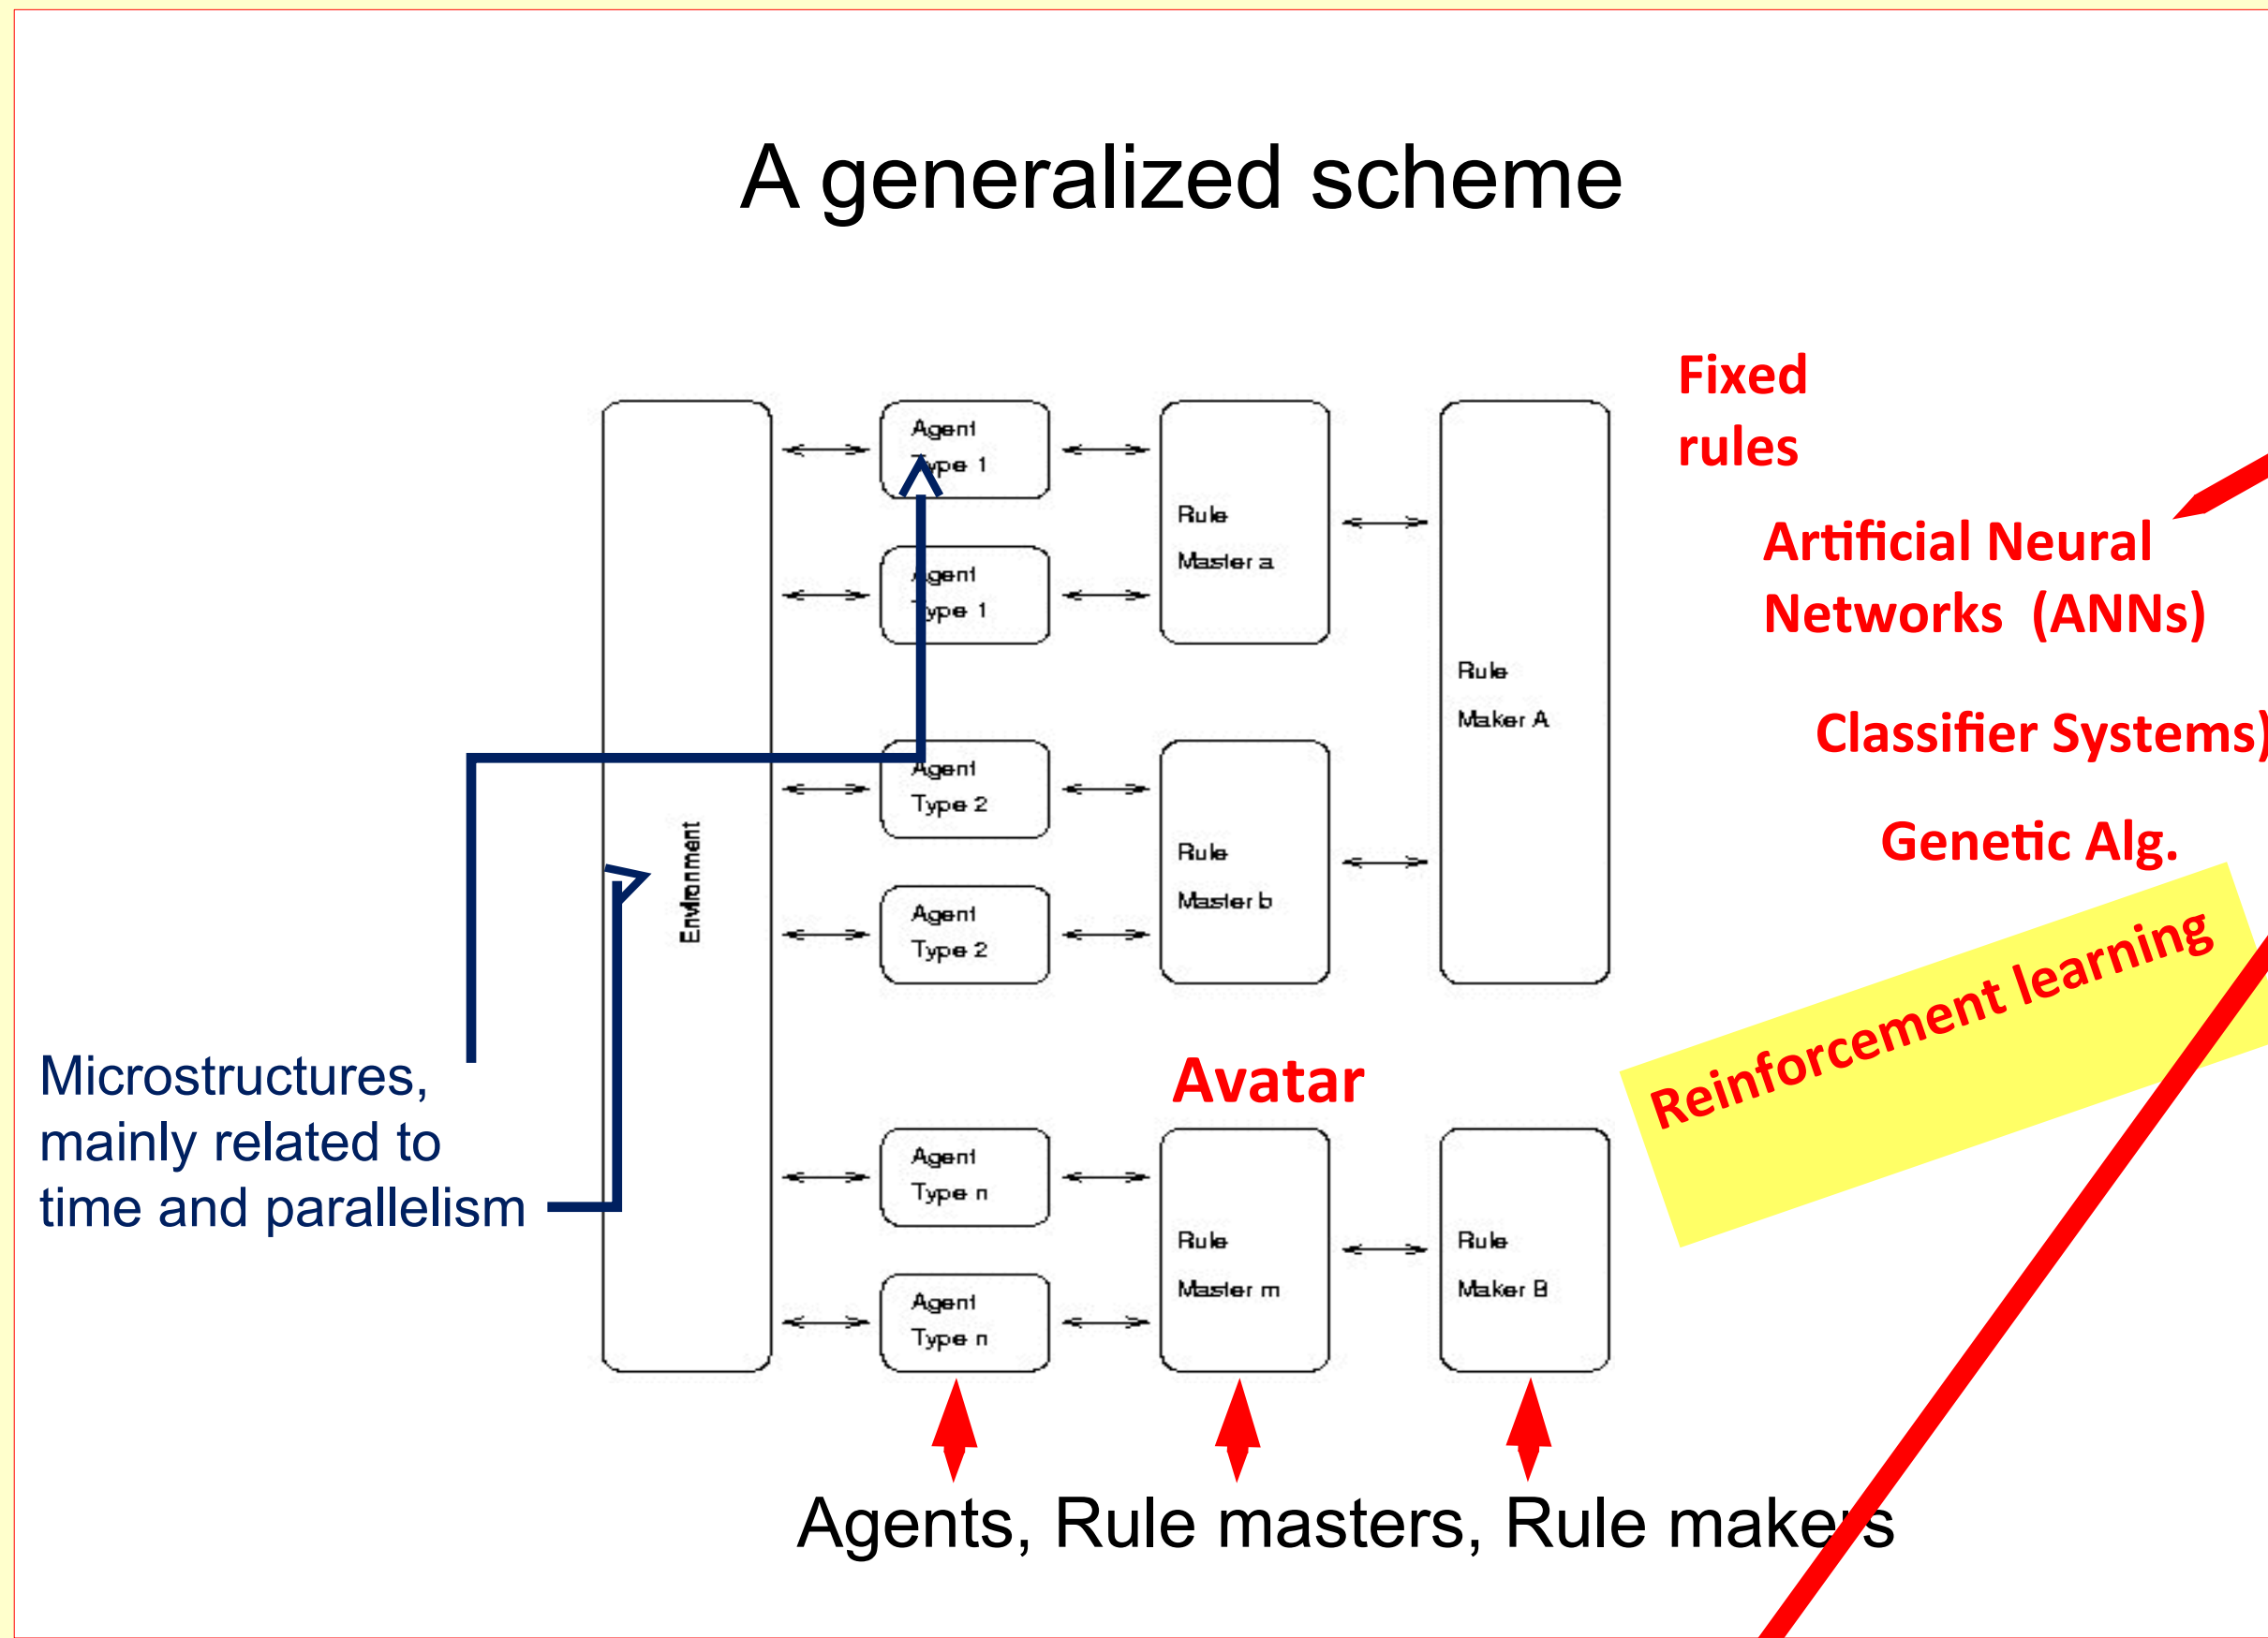 A generalized scheme
Fixed
rules
Artificial Neural
Networks (ANNs)
Classifier Systems)
Genetic Alg.
Reinforcement learning
Environment
Agent
Type 1
Agent
Type 1
Agent
Type 2
Agent
Type 2
Agent
Type n
Agent
Type n
Rule
Master a
Rule
Master b
Avatar
Rule
Master m
Rule
Maker A
Rule
Maker B
Microstructures,
mainly related to
time and parallelism
Agents, Rule masters, Rule makers